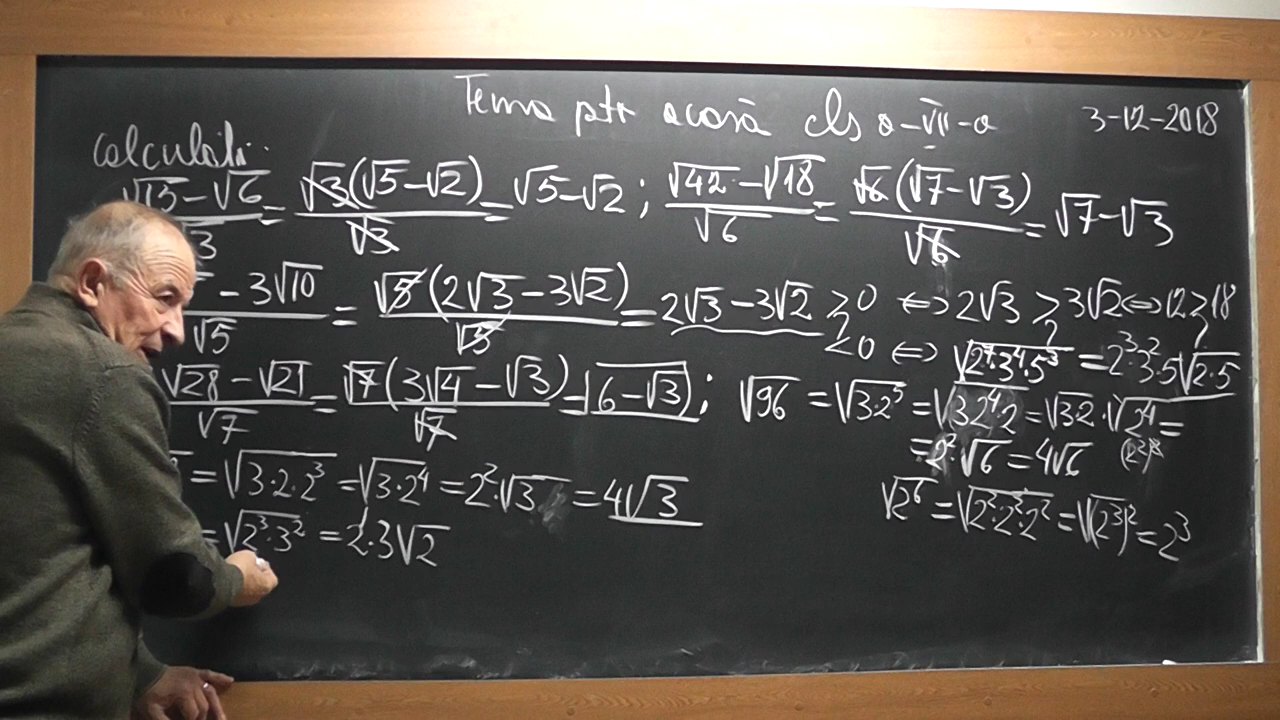 Tema ptr acasă cls a-VII-a 3-12-2018
Calculati:
√15-√6/√3 = √3(√5-√2)/√3 = √5-√2 ; √42-√18/√6 = √6(√7-√3)/√6 = √7-√3
-3√10/√5 = √5(2√3-3√2)/√5 = 2√3-3√2 ≷ 0 ⇔ 2√3 > 3√2 ⇔ 12 > 18
< 0 ⇔ √2⁷·3⁴·5³ = 2³·3²·5√2·5
√28-√21/√7 = √7(3√4-√3)/√7 = 6-√3 ; √96 = √3·2⁵ = √3·2⁴·2 = √3·2·√2⁴ =
= 2²·√6 = 4√6 (2²)²
= √3·2·2³ = √3·2⁴ = 2²·√3 = 4√3
√2⁶ = √2²·2²·2² = √(2³)² = 2³
= √2³·3² = 2·3√2